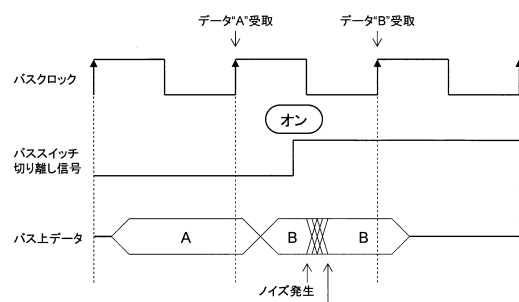 データ“A”受取
データ“B”受取
バスクロック
オン
バススイッチ
切り離し信号
バス上データ
A
B
B
ノイズ発生